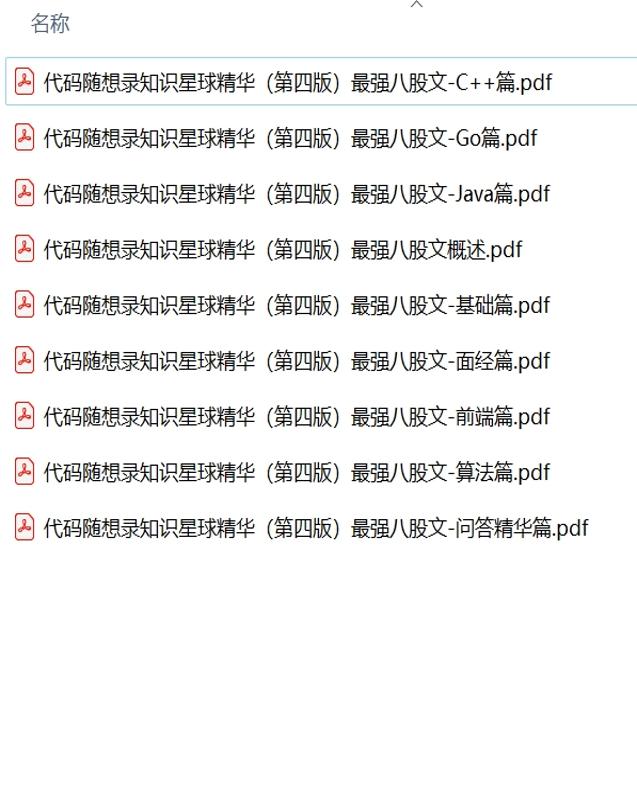 名称
代码随想录知识星球精华（第四版）最强八股文-C++篇.pdf
代码随想录知识星球精华（第四版）最强八股文-Go篇.pdf
代码随想录知识星球精华（第四版）最强八股文-Java篇.pdf
代码随想录知识星球精华（第四版）最强八股文概述.pdf
代码随想录知识星球精华（第四版）最强八股文-基础篇.pdf
代码随想录知识星球精华（第四版）最强八股文-面经篇.pdf
代码随想录知识星球精华（第四版）最强八股文-前端篇.pdf
代码随想录知识星球精华（第四版）最强八股文-算法篇.pdf
代码随想录知识星球精华（第四版）最强八股文-问答精华篇.pdf